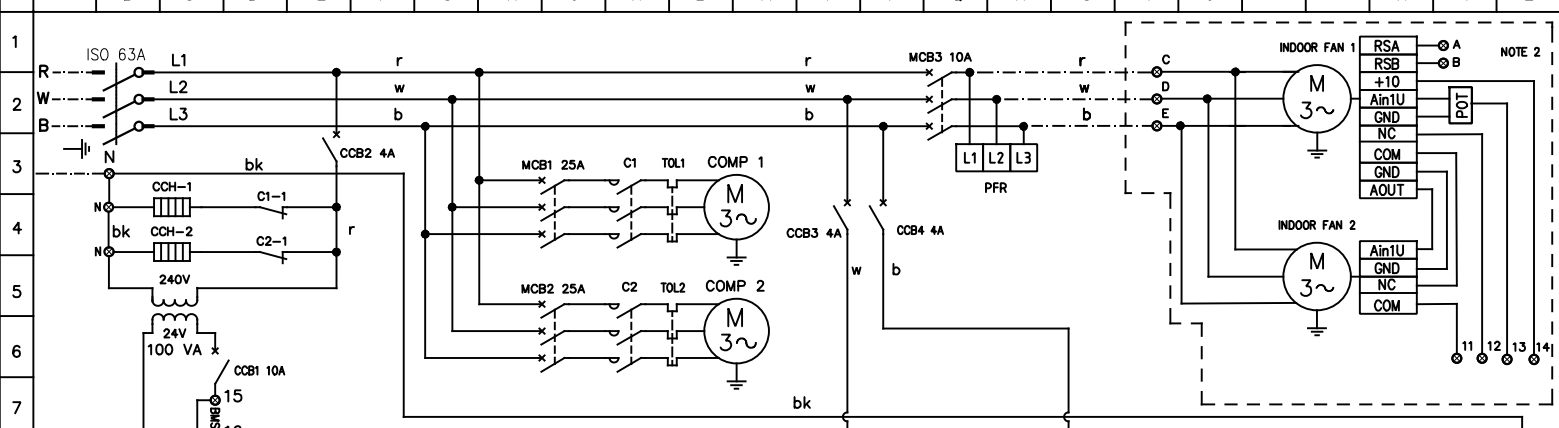 1
ISO 63A
L1
r
r
MCB3 10A
r
C
INDOOR FAN 1
RSA
A
NOTE 2
R
RSB
B
M
3~
+10
2
W
L2
w
w
w
D
Ain1U
POT
GND
B
L3
b
b
b
E
NC
3
N
bk
CCB2 4A
MCB1 25A
C1
TOL1
COMP 1
L1
L2
L3
PFR
COM
GND
AOUT
CCH-1
C1-1
N
M
3~
4
bk
CCH-2
C2-1
r
N
CCB3 4A
CCB4 4A
INDOOR FAN 2
M
3~
Ain1U
GND
NC
COM
5
240V
w
b
MCB2 25A
C2
TOL2
COMP 2
M
3~
6
24V
100 VA
11
12
13
14
CCB1 10A
7
15
BMS
bk